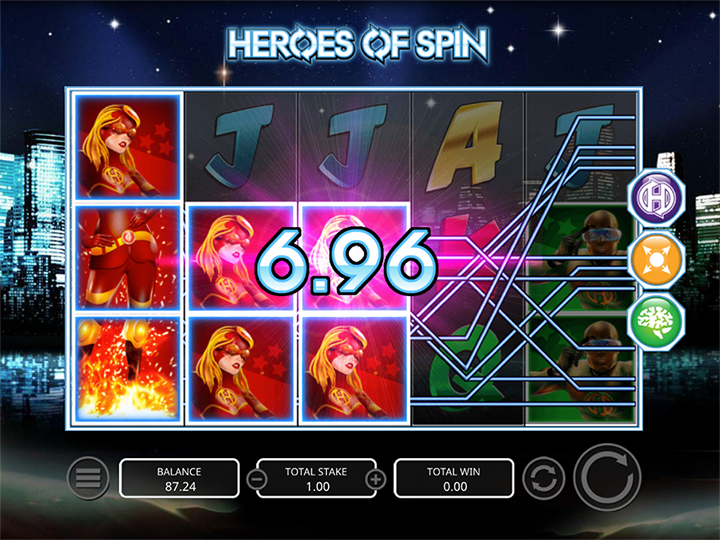 HEROES OF SPIN
J J A J
6.96
K
Q
BALANCE
87.24
TOTAL STAKE
1.00
TOTAL WIN
0.00